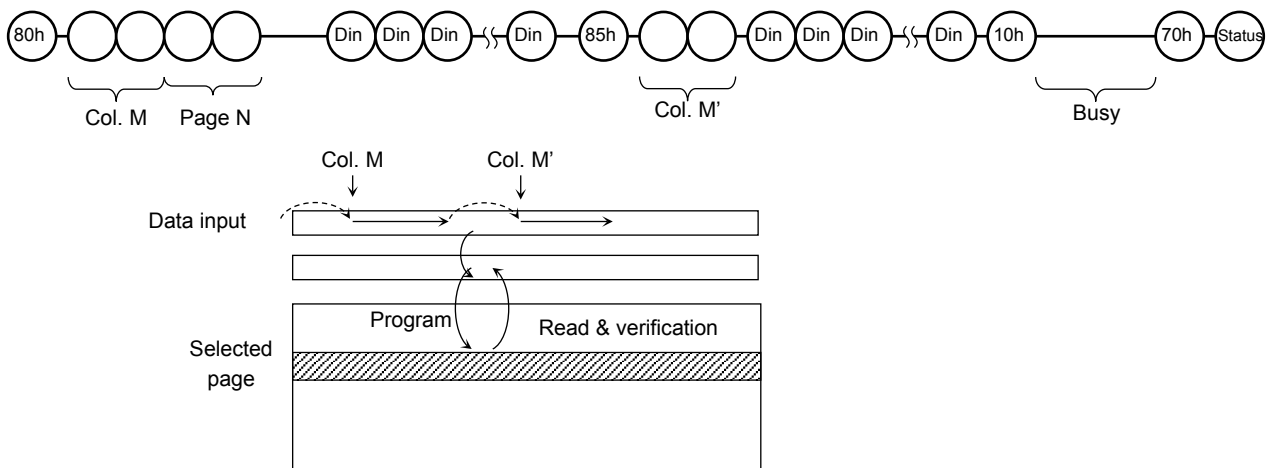 80h Din Din Din Din 85h Din Din Din Din 10h 70h Status
Col. M Page N Col. M’ Busy
Col. M Col. M’
Data input
Program Read & verification
Selected
page